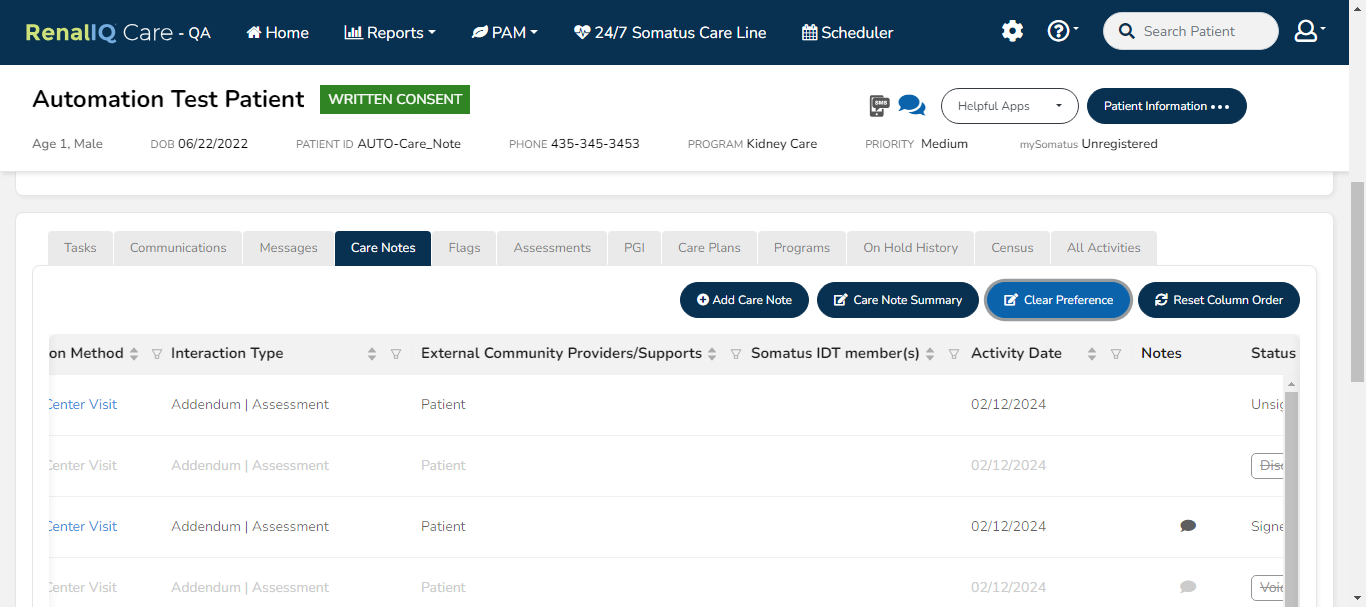 RenalIQ Care - QA Home Reports PAM 24/7 Somatus Care Line Scheduler Search Patient
Automation Test Patient WRITTEN CONSENT SMS Helpful Apps Patient Information
Age 1, Male DOB 06/22/2022 PATIENT ID AUTO-Care_Note PHONE 435-345-3453 PROGRAM Kidney Care PRIORITY Medium mySomatus Unregistered
Tasks Communications Messages Care Notes Flags Assessments PGI Care Plans Programs On Hold History Census All Activities
Add Care Note Care Note Summary Clear Preference Reset Column Order
on Method Interaction Type External Community Providers/Supports Somatus IDT member(s) Activity Date Notes Status
Center Visit Addendum | Assessment Patient 02/12/2024 Unsig
Center Visit Addendum | Assessment Patient 02/12/2024 Disc
Center Visit Addendum | Assessment Patient 02/12/2024 Signe
Center Visit Addendum | Assessment Patient 02/12/2024 Void